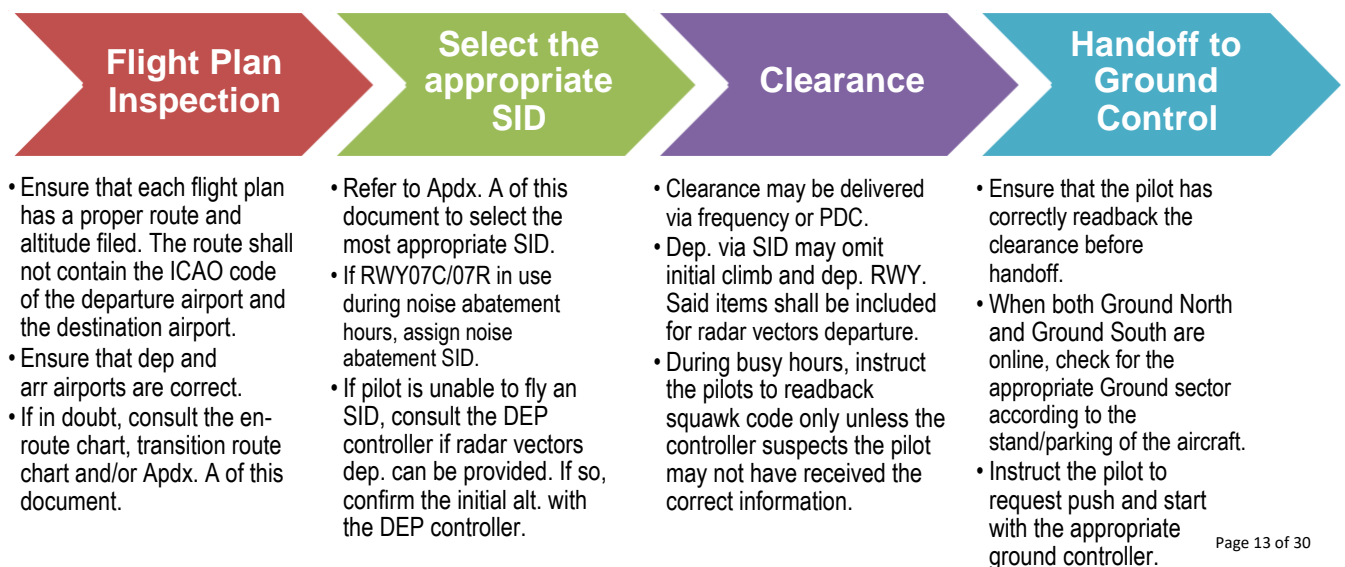 Flight Plan
Inspection
• Ensure that each flight plan
has a proper route and
altitude filed. The route shall
not contain the ICAO code
of the departure airport and
the destination airport.
• Ensure that dep and
arr airports are correct.
• If in doubt, consult the en-
route chart, transition route
chart and/or Apdx. A of this
document.
Select the
appropriate
SID
• Refer to Apdx. A of this
document to select the
most appropriate SID.
• If RWY07C/07R in use
during noise abatement
hours, assign noise
abatement SID.
• If pilot is unable to fly an
SID, consult the DEP
controller if radar vectors
dep. can be provided. If so,
confirm the initial alt. with
the DEP controller.
Clearance
• Clearance may be delivered
via frequency or PDC.
• Dep. via SID may omit
initial climb and dep. RWY.
Said items shall be included
for radar vectors departure.
• During busy hours, instruct
the pilots to readback
squawk code only unless the
controller suspects the pilot
may not have received the
correct information.
Handoff to
Ground
Control
• Ensure that the pilot has
correctly readback the
clearance before
handoff.
• When both Ground North
and Ground South are
online, check for the
appropriate Ground sector
according to the
stand/parking of the aircraft.
• Instruct the pilot to
request push and start
with the appropriate
ground controller.
Page 13 of 30